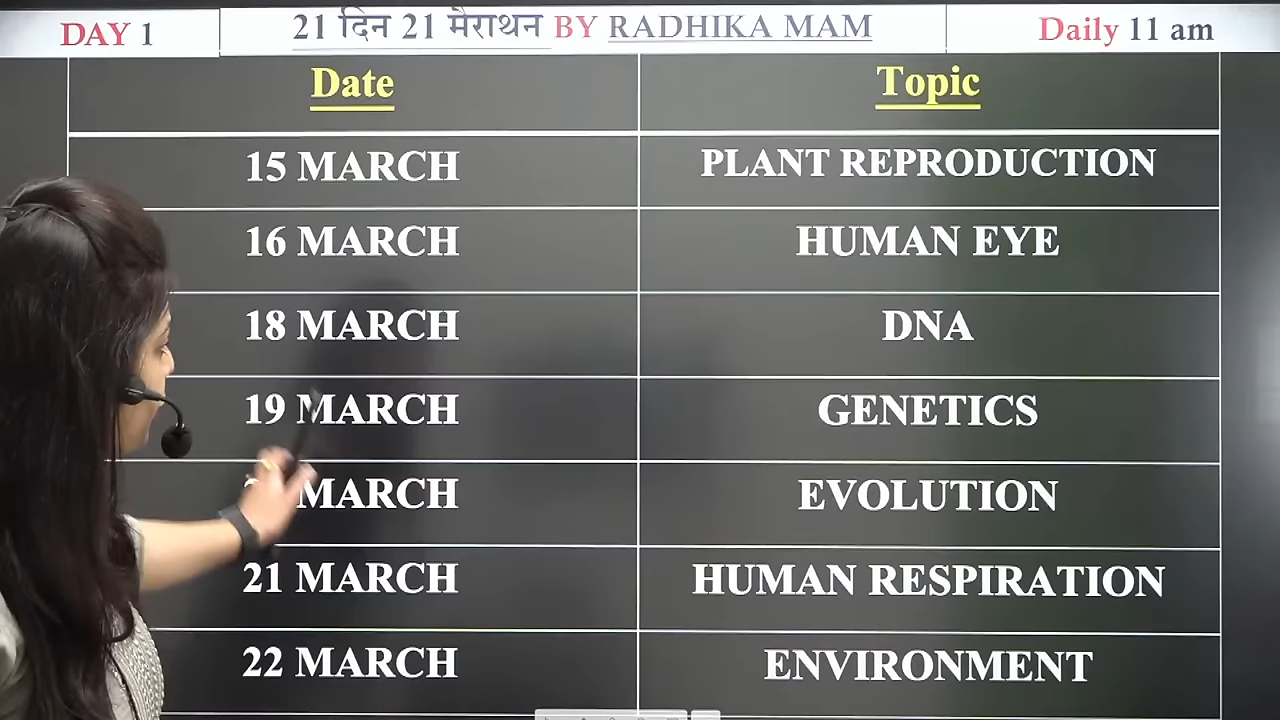 DAY 1
21 दिन 21 मैराथन BY RADHIKA MAM
Daily 11 am
Date Topic
15 MARCH PLANT REPRODUCTION
16 MARCH HUMAN EYE
18 MARCH DNA
19 MARCH GENETICS
MARCH EVOLUTION
21 MARCH HUMAN RESPIRATION
22 MARCH ENVIRONMENT